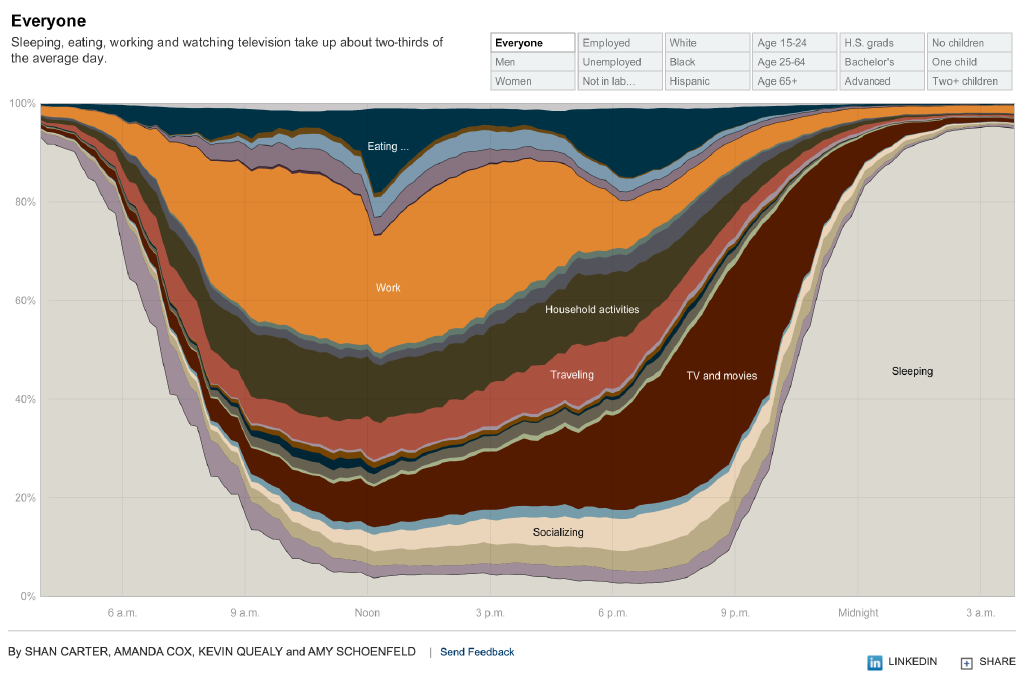 Everyone
Sleeping, eating, working and watching television take up about two-thirds of
the average day.
Everyone Employed White Age 15-24 H.S. grads No children
Men Unemployed Black Age 25-64 Bachelor's One child
Women Not in lab... Hispanic Age 65+ Advanced Two+ children
100%
Eating ...
80%
Work
60%
Household activities
Traveling
TV and movies
Sleeping
40%
20%
Socializing
0%
6 a.m. 9 a.m. Noon 3 p.m. 6 p.m. 9 p.m. Midnight 3 a.m.
By SHAN CARTER, AMANDA COX, KEVIN QUEALY and AMY SCHOENFELD | Send Feedback
in LINKEDIN + SHARE